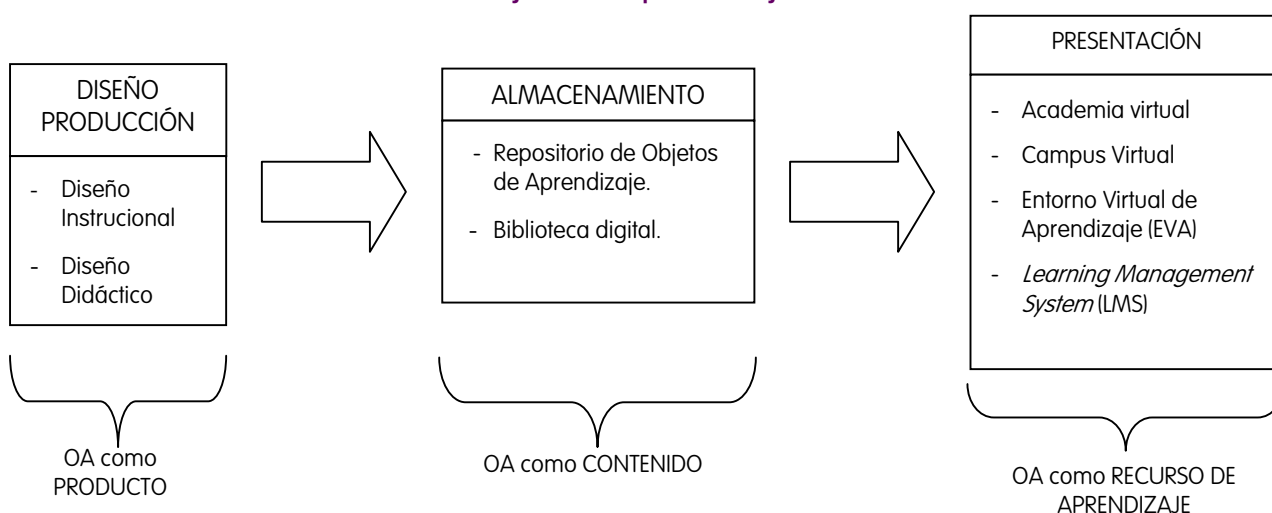 DISEÑO
PRODUCCIÓN
- Diseño
Instrucional
- Diseño
Didáctico
OA como
PRODUCTO
ALMACENAMIENTO
- Repositorio de Objetos
de Aprendizaje.
- Biblioteca digital.
OA como CONTENIDO
PRESENTACIÓN
- Academia virtual
- Campus Virtual
- Entorno Virtual de
Aprendizaje (EVA)
- Learning Management
System (LMS)
OA como RECURSO DE
APRENDIZAJE